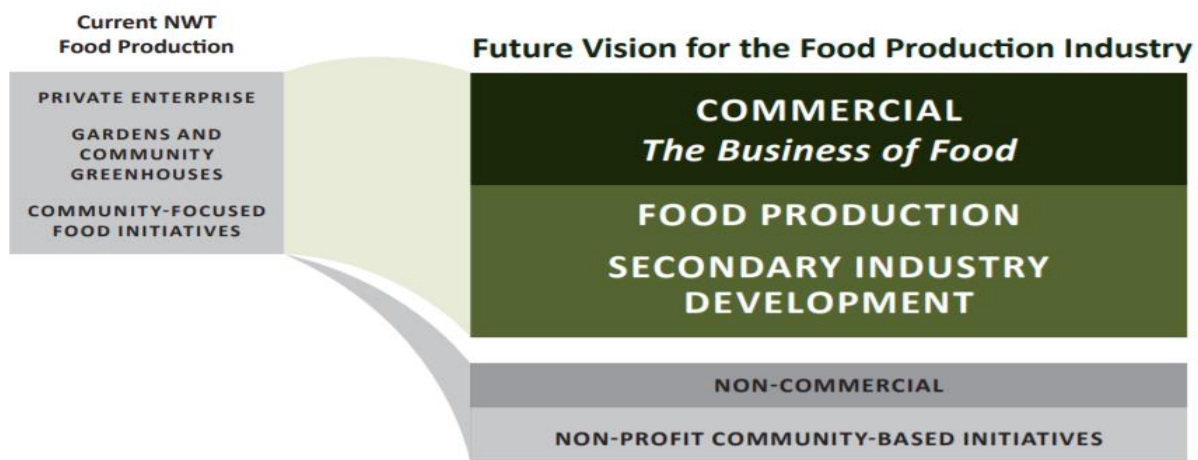 Current NWT
Food Production
PRIVATE ENTERPRISE
GARDENS AND
COMMUNITY
GREENHOUSES
COMMUNITY-FOCUSED
FOOD INITIATIVES
Future Vision for the Food Production Industry
COMMERCIAL
The Business of Food
FOOD PRODUCTION
SECONDARY INDUSTRY
DEVELOPMENT
NON-COMMERCIAL
NON-PROFIT COMMUNITY-BASED INITIATIVES